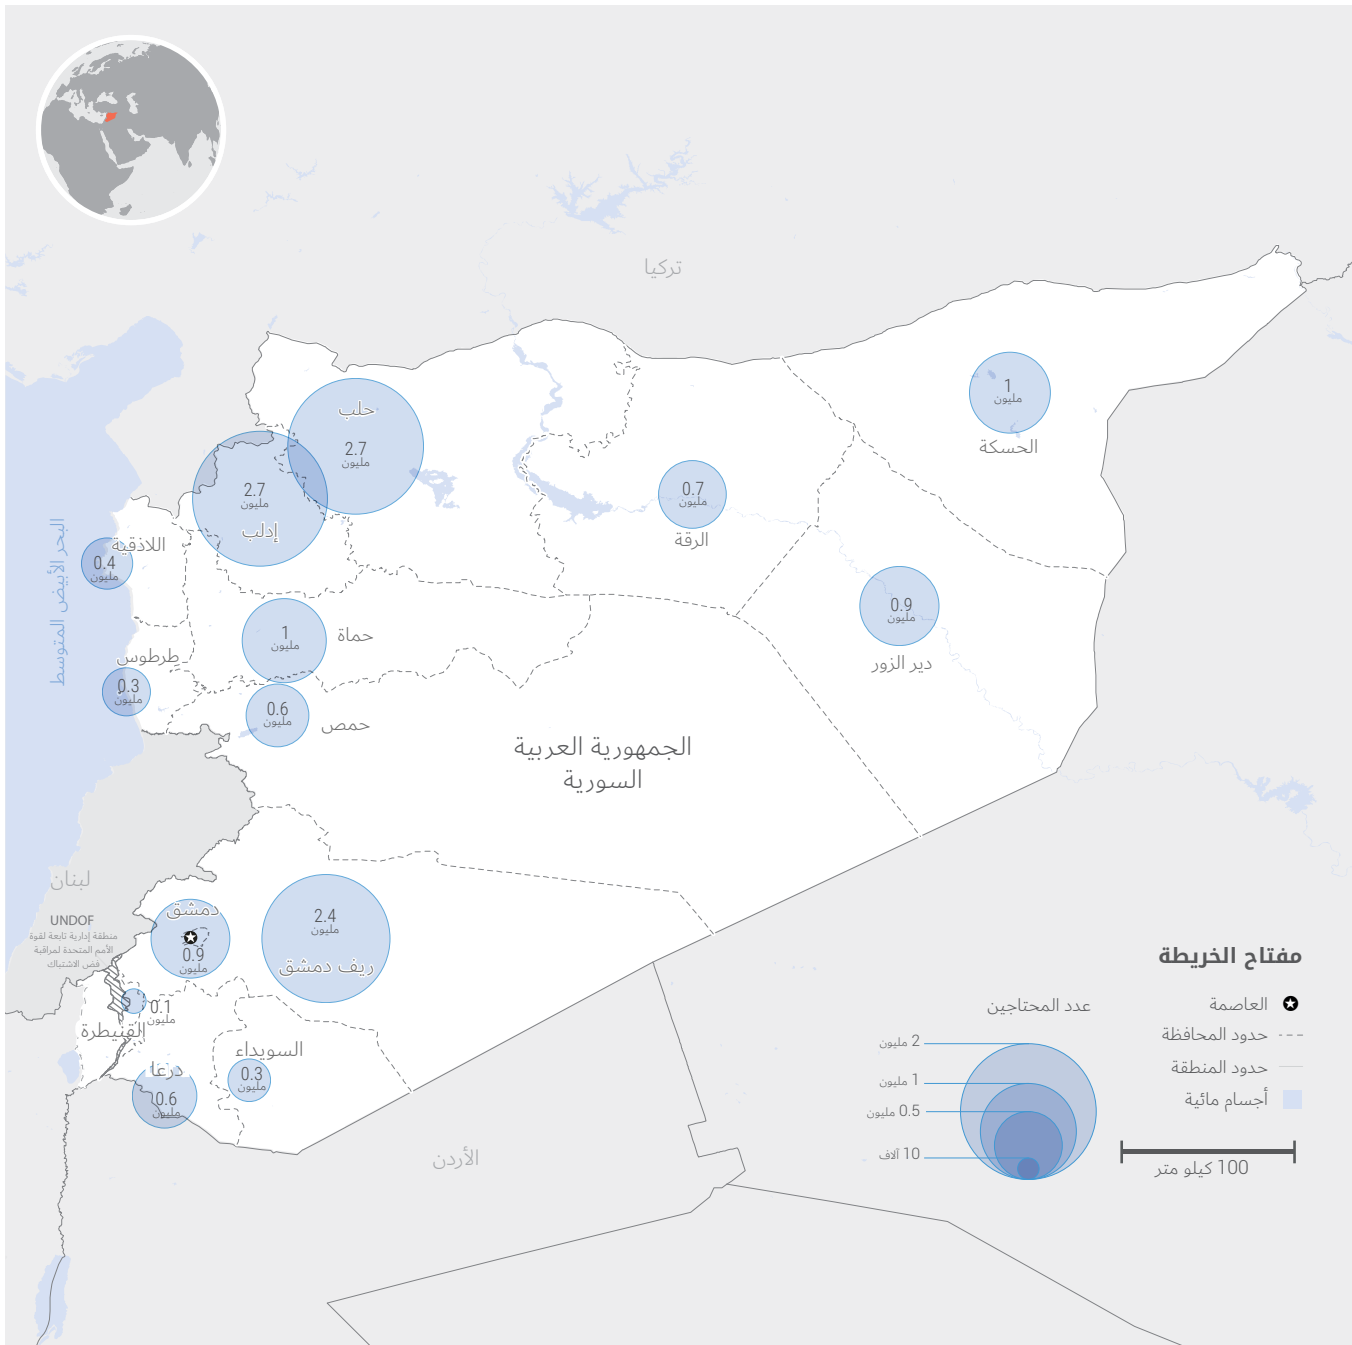 تركيا
حلب
2.7
مليون
2.7
مليون
إدلب
1
مليون
الحسكة
0.7
مليون
الرقة
اللاذقية
0.4
مليون
البحر الأبيض المتوسط
0.9
مليون
دير الزور
حماة
1
مليون
طرطوس
0.3
مليون
0.6
مليون
حمص
الجمهورية العربية
السورية
لبنان
UNDOF
منطقة إدارية تابعة لقوة
الأمم المتحدة لمراقبة
فض الاشتباك
دمشق
0.9
مليون
2.4
مليون
ريف دمشق
0.1
مليون
القنيطرة
السويداء
0.3
مليون
درعا
0.6
مليون
الأردن
مفتاح الخريطة
العاصمة
حدود المحافظة
حدود المنطقة
أجسام مائية
100 كيلو متر
عدد المحتاجين
2 مليون
1 مليون
0.5 مليون
10 آلاف